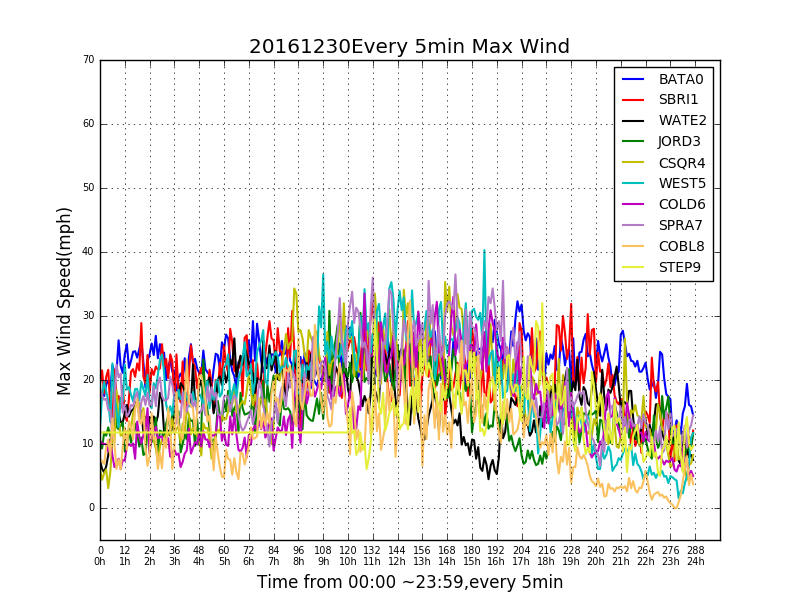 20161230Every 5min Max Wind
Max Wind Speed(mph)
70
60
50
40
30
20
10
0
BATA0
SBRI1
WATE2
JORD3
CSQR4
WEST5
COLD6
SPRA7
COBL8
STEP9
0 12 24 36 48 60 72 84 96 108 120 132 144 156 168 180 192 204 216 228 240 252 264 276 288
0h 1h 2h 3h 4h 5h 6h 7h 8h 9h 10h 11h 12h 13h 14h 15h 16h 17h 18h 19h 20h 21h 22h 23h 24h
Time from 00:00 ~23:59,every 5min